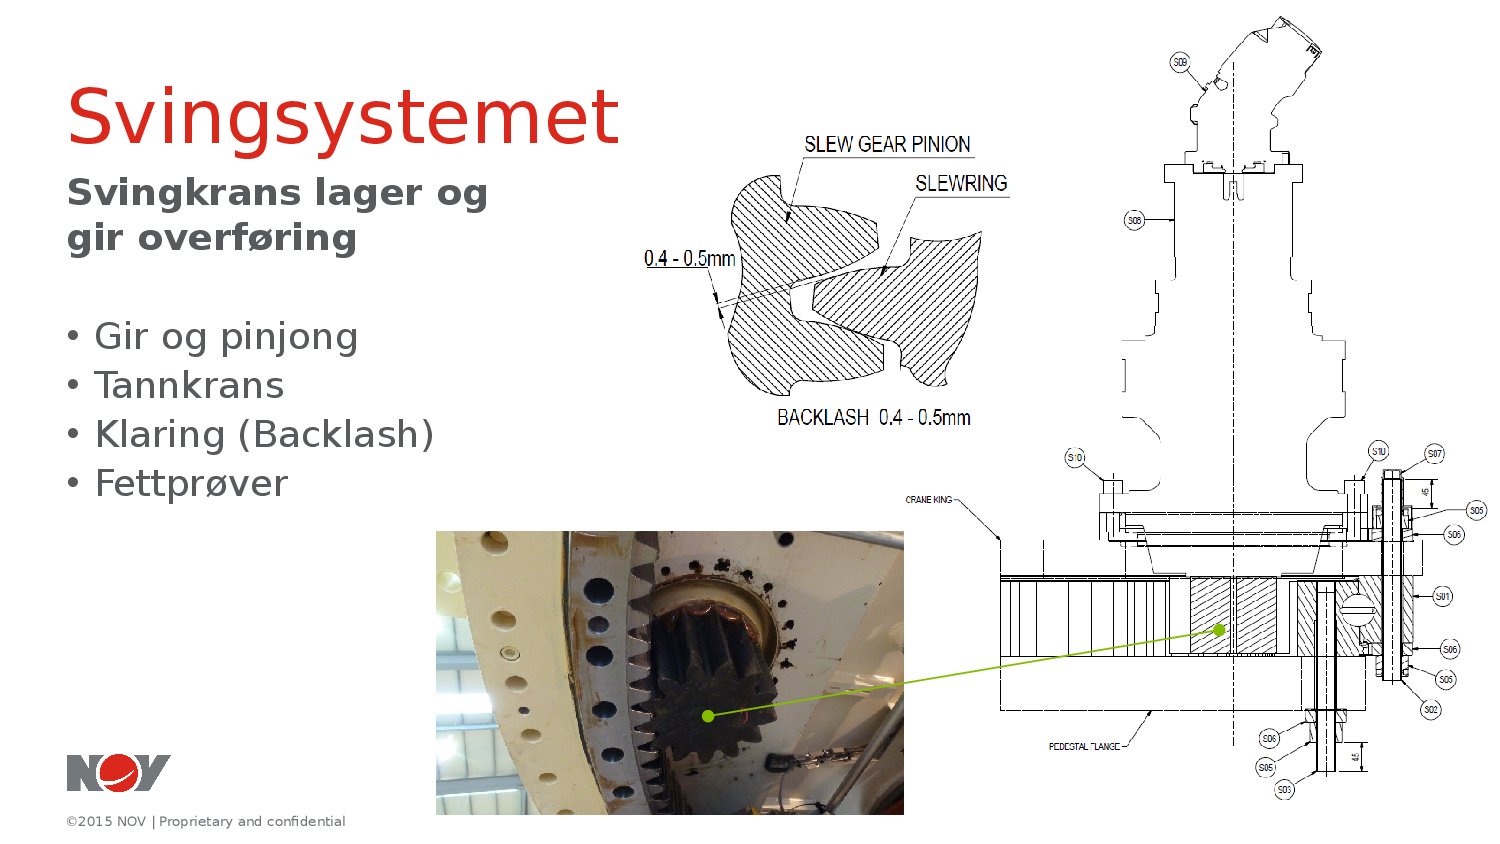 Svingsystemet
Svingkrans lager og
gir overføring
• Gir og pinjong
• Tannkrans
• Klaring (Backlash)
• Fettprøver
SLEW GEAR PINION
SLEWRING
0.4 - 0.5mm
BACKLASH 0.4 - 0.5mm
S09
S08
S10
S10
S07
45
S05
S06
CRANE KING
S01
S06
S05
S02
PEDESTAL FLANGE
S06
S05
45
S03
NOV
©2015 NOV | Proprietary and confidential